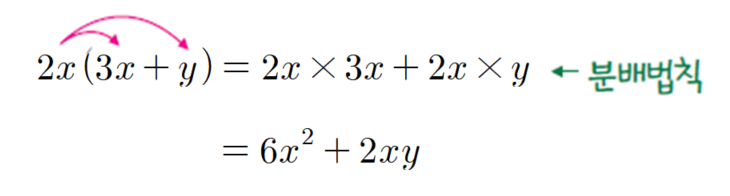 2x(3x+y) = 2x×3x+2x×y ← 분배법칙
= 6x²+2xy